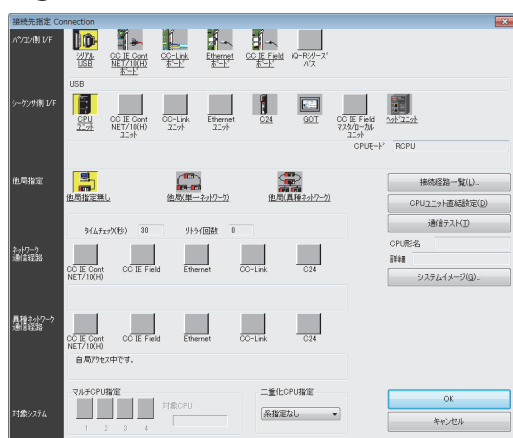 接続先指定 Connection
パソコン側 I/F
シリアル
USB
CC IE Cont
NET/10(H)
ボード
CC-Link
ボード
Ethernet
ボード
CC IE Field
ボード
iQ-Rシリーズ
バス
USB
シーケンサ側 I/F
CPU
ユニット
CC IE Cont
NET/10(H)
ユニット
CC-Link
ユニット
Ethernet
ユニット
C24
GOT
CC IE Field
マスタ/ローカル
ユニット
ヘッドユニット
CPUモード RCPU
他局指定
他局指定無し
他局(単一ネットワーク)
他局(異種ネットワーク)
タイムチェック(秒) 30 リトライ回数 0
接続経路一覧(L)...
CPUユニット直結設定(D)
通信テスト(T)
CPU形名
詳細
システムイメージ(G)...
ネットワーク
通信経路
CC IE Cont
NET/10(H)
CC IE Field
Ethernet
CC-Link
C24
異種ネットワーク
通信経路
CC IE Cont
NET/10(H)
CC IE Field
Ethernet
CC-Link
C24
自局アクセス中です。
対象システム
マルチCPU指定
1 2 3 4
対象CPU
二重化CPU指定
系指定なし
OK
キャンセル